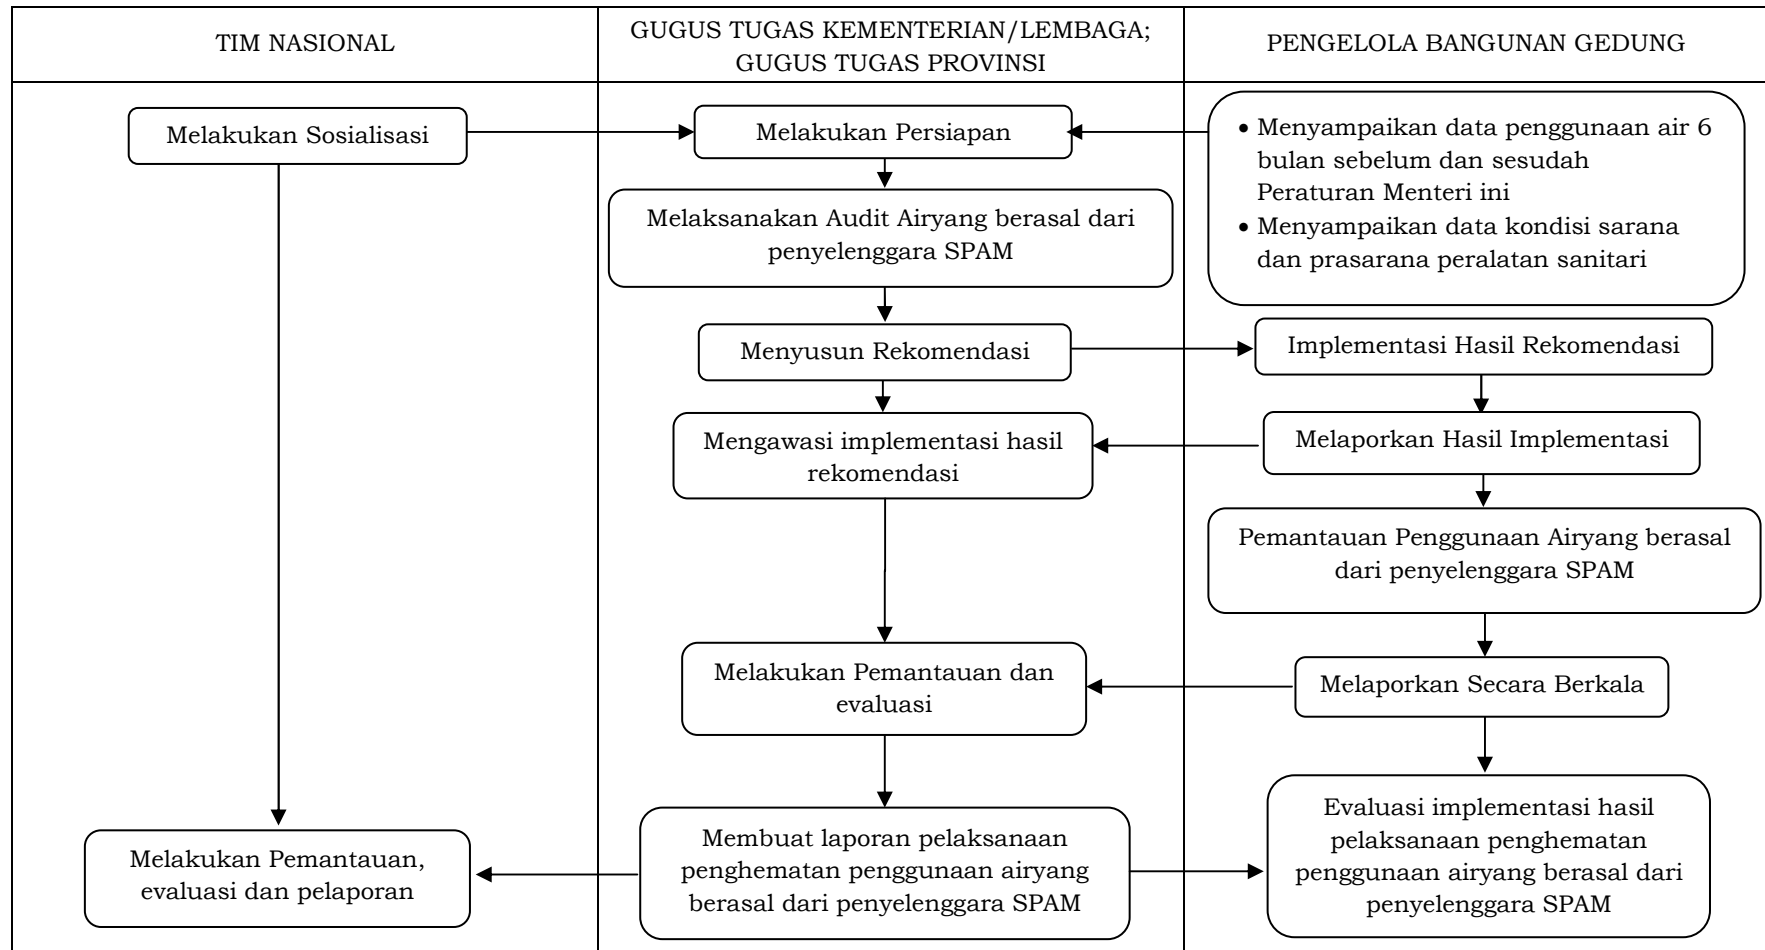 TIM NASIONAL
GUGUS TUGAS KEMENTERIAN/LEMBAGA;
GUGUS TUGAS PROVINSI
PENGELOLA BANGUNAN GEDUNG
Melakukan Sosialisasi
Melakukan Persiapan
• Menyampaikan data penggunaan air 6
bulan sebelum dan sesudah
Peraturan Menteri ini
• Menyampaikan data kondisi sarana
dan prasarana peralatan sanitari
Melaksanakan Audit Airyang berasal dari
penyelenggara SPAM
Menyusun Rekomendasi
Implementasi Hasil Rekomendasi
Mengawasi implementasi hasil
rekomendasi
Melaporkan Hasil Implementasi
Pemantauan Penggunaan Airyang berasal
dari penyelenggara SPAM
Melakukan Pemantauan dan
evaluasi
Melaporkan Secara Berkala
Melakukan Pemantauan,
evaluasi dan pelaporan
Membuat laporan pelaksanaan
penghematan penggunaan airyang
berasal dari penyelenggara SPAM
Evaluasi implementasi hasil
pelaksanaan penghematan
penggunaan airyang berasal dari
penyelenggara SPAM